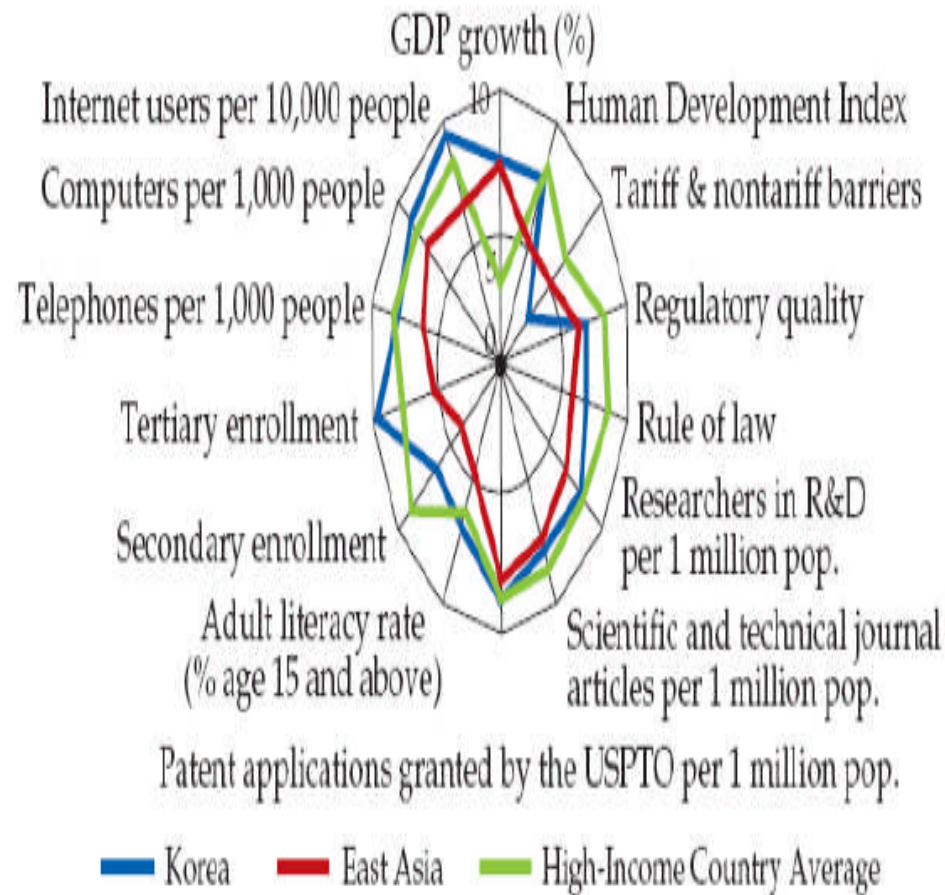 GDP growth (%)
10
Internet users per 10,000 people
Human Development Index
Computers per 1,000 people
Tariff & nontariff barriers
5
Telephones per 1,000 people
Regulatory quality
0
Tertiary enrollment
Rule of law
Researchers in R&D
per 1 million pop.
Secondary enrollment
Adult literacy rate
(% age 15 and above)
Scientific and technical journal
articles per 1 million pop.
Patent applications granted by the USPTO per 1 million pop.
Korea East Asia High-Income Country Average